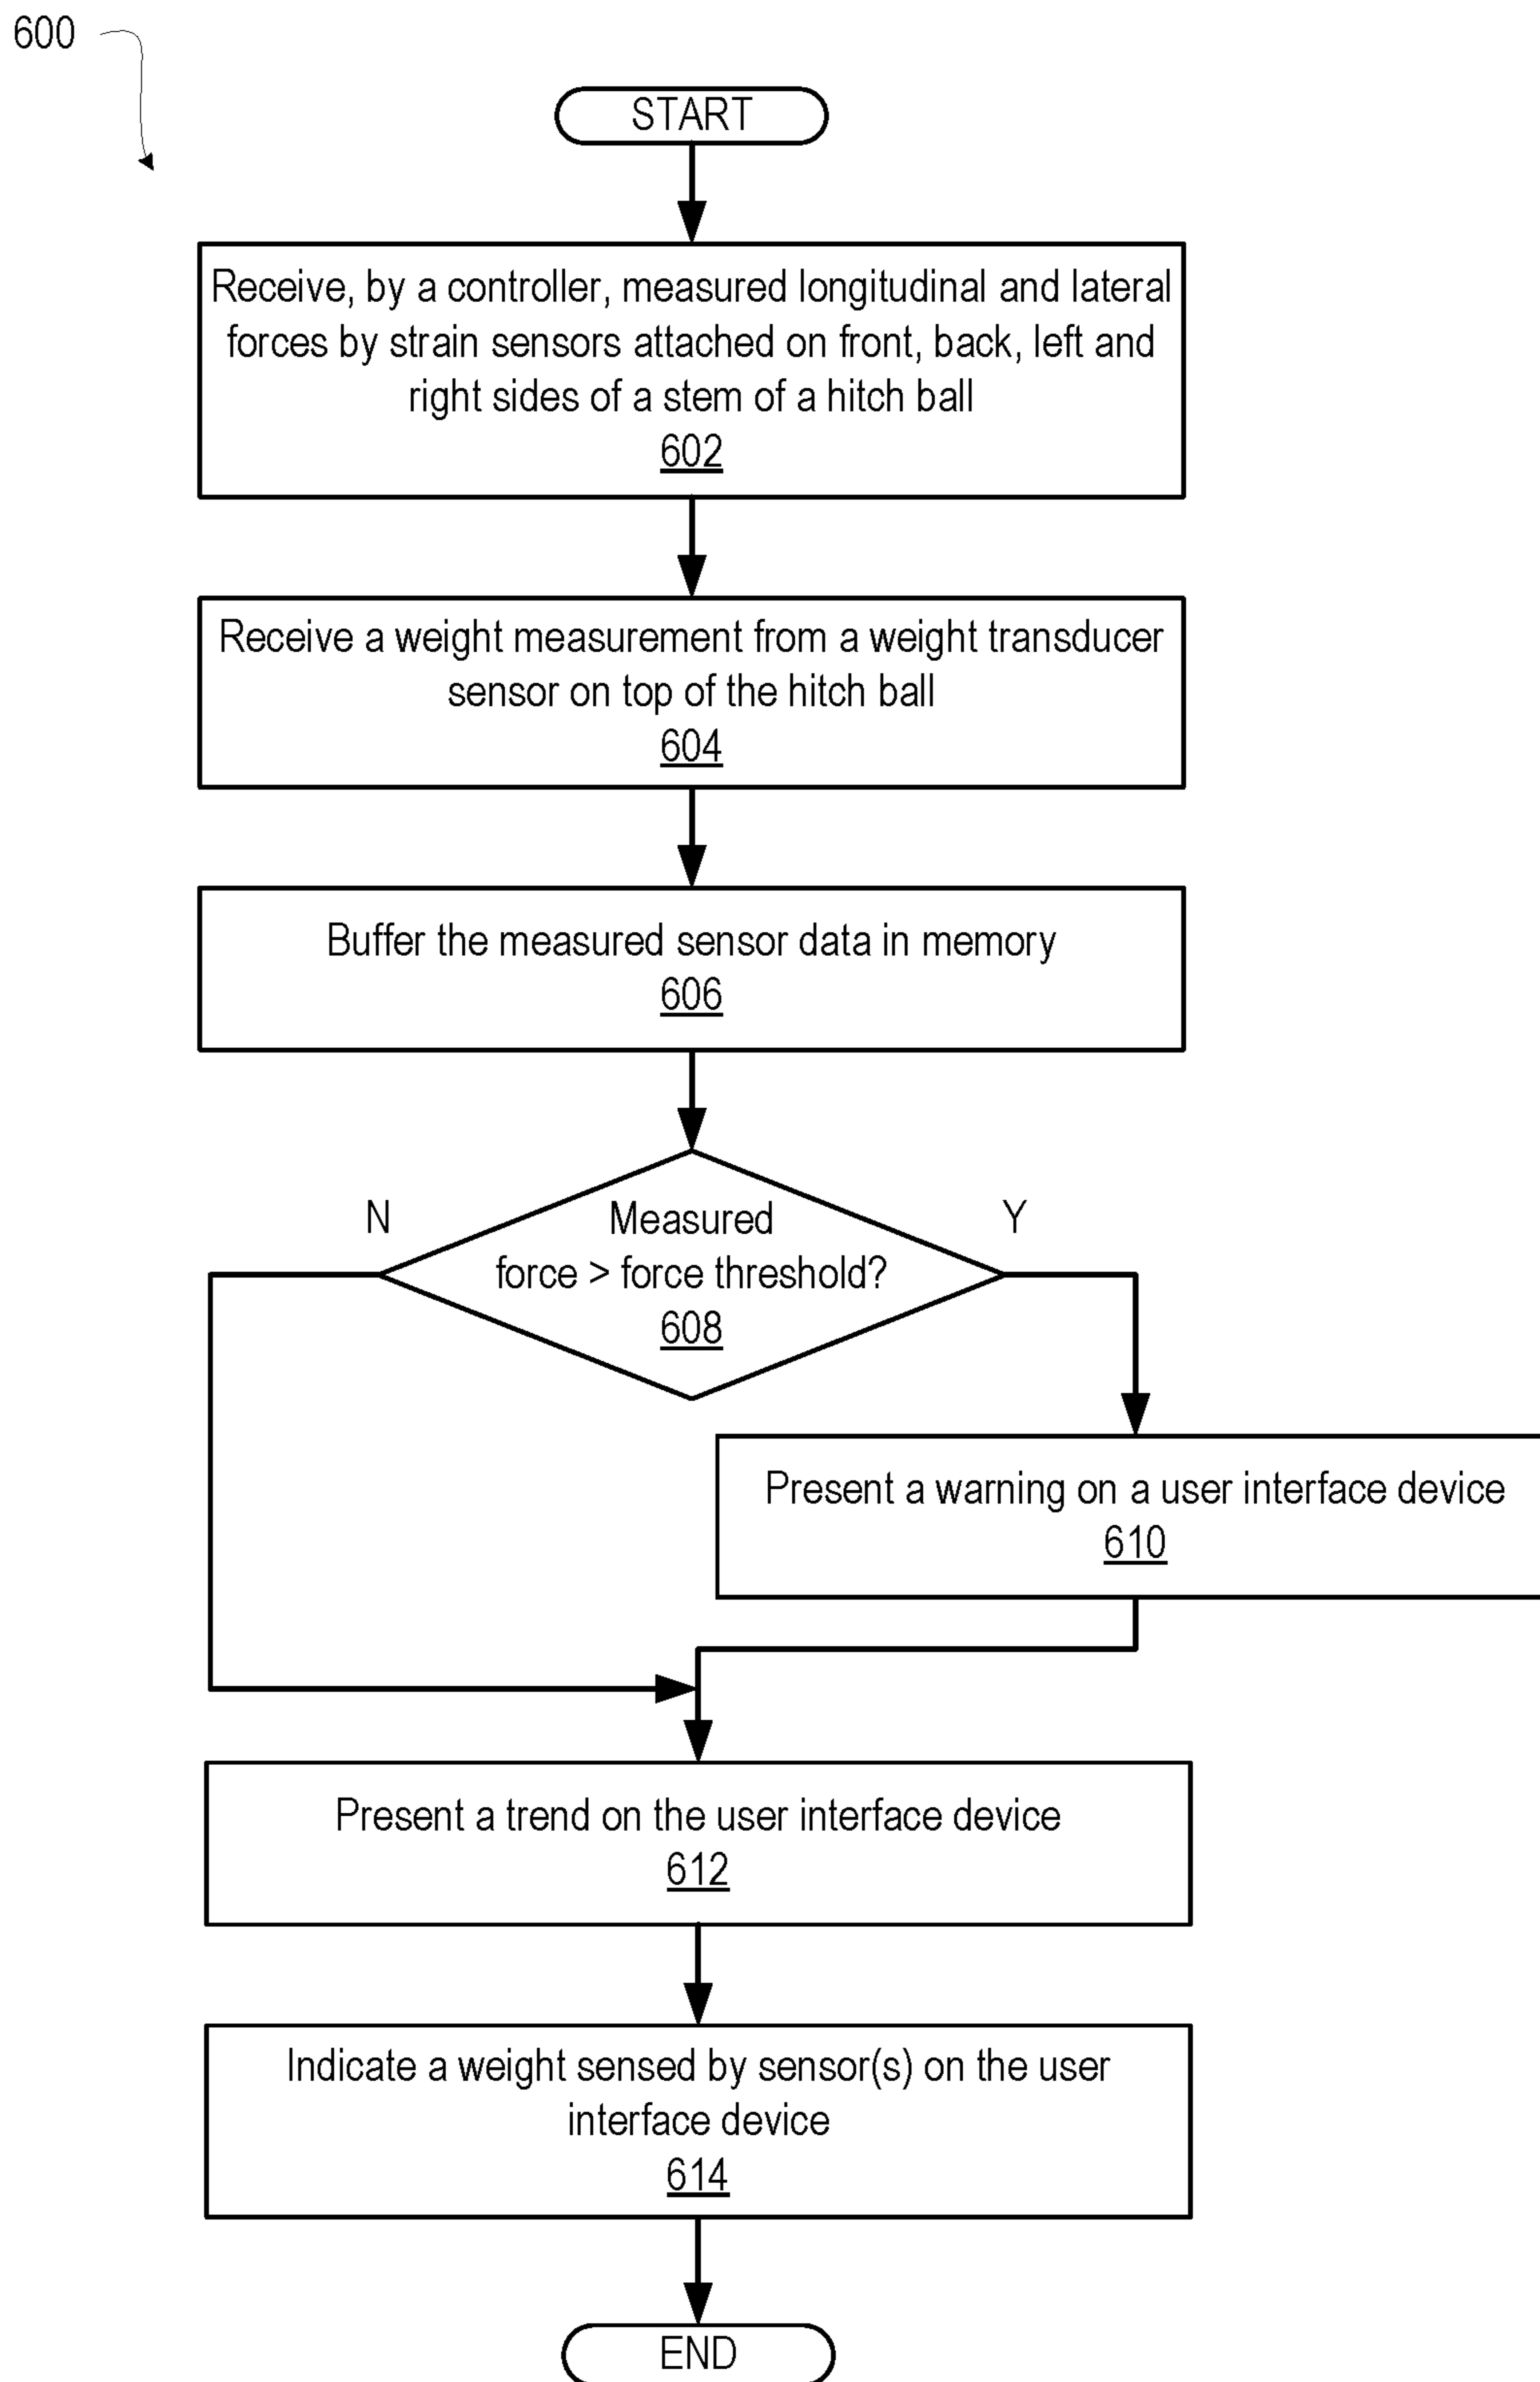 600
START
Receive, by a controller, measured longitudinal and lateral
forces by strain sensors attached on front, back, left and
right sides of a stem of a hitch ball
602
Receive a weight measurement from a weight transducer
sensor on top of the hitch ball
604
Buffer the measured sensor data in memory
606
N
Y
Measured
force > force threshold?
608
Present a warning on a user interface device
610
Present a trend on the user interface device
612
Indicate a weight sensed by sensor(s) on the user
interface device
614
END